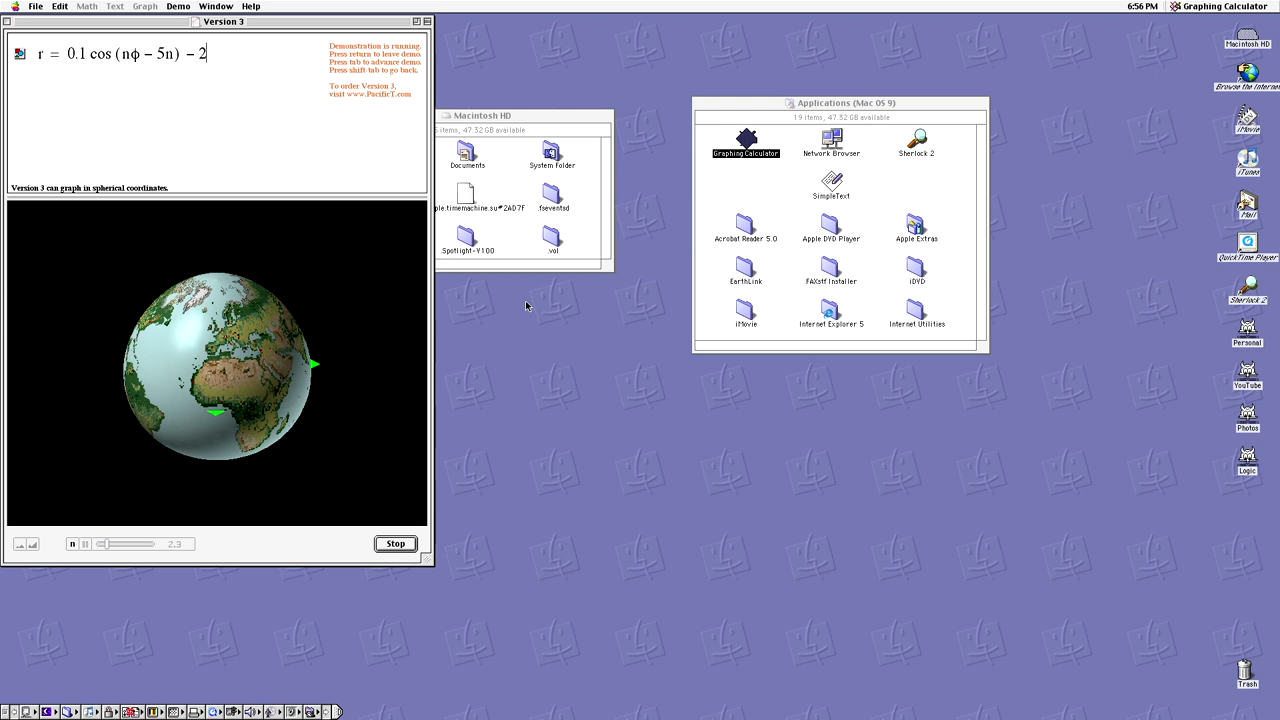 File Edit Math Text Graph Demo Window Help
6:56 PM Graphing Calculator
Version 3
r = 0.1 cos (nϕ − 5n) − 2
Demonstration is running.
Press return to leave demo.
Press tab to advance demo.
Press shift-tab to go back.
To order Version 3,
visit www.PacificT.com
Version 3 can graph in spherical coordinates.
n
2.3
Stop
Macintosh HD
items, 47.32 GB available
Documents
System Folder
ple.timemachine.su#2AD7F
.fseventsd
.Spotlight-V100
.vol
Applications (Mac OS 9)
19 items, 47.32 GB available
Graphing Calculator
Network Browser
Sherlock 2
SimpleText
Acrobat Reader 5.0
Apple DVD Player
Apple Extras
EarthLink
FAXstf Installer
iDVD
iMovie
Internet Explorer 5
Internet Utilities
Macintosh HD
Browse the Internet
iMovie
iTunes
Mail
QuickTime Player
Sherlock 2
Personal
YouTube
Photos
Logic
Trash